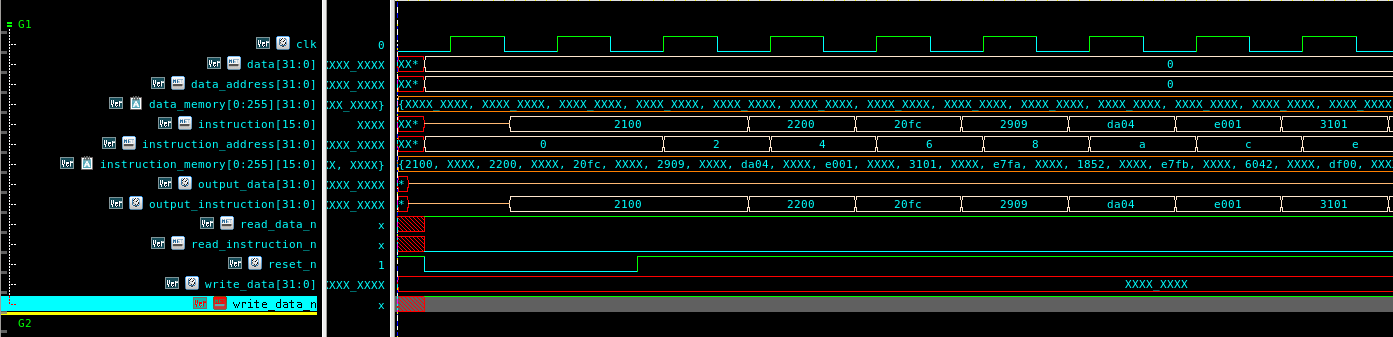 G1
clk 0
data[31:0] XXXX_XXXX XX* 0
data_address[31:0] XXXX_XXXX XX* 0
data_memory[0:255][31:0] XX_XXXX} {XXXX_XXXX, XXXX_XXXX, XXXX_XXXX, XXXX_XXXX, XXXX_XXXX, XXXX_XXXX, XXXX_XXXX, XXXX_XXXX, XXXX_XXXX, XXXX_XXXX, XXXX_XXXX, XXXX_XXXX, XXXX_XXXX
instruction[15:0] XXXX XX* 2100 2200 20fc 2909 da04 e001 3101
instruction_address[31:0] XXXX_XXXX XX* 0 2 4 6 8 a c e
instruction_memory[0:255][15:0] X, XXXX} {2100, XXXX, 2200, XXXX, 20fc, XXXX, 2909, XXXX, da04, XXXX, e001, XXXX, 3101, XXXX, e7fa, XXXX, 1852, XXXX, e7fb, XXXX, 6042, XXXX, df00, XXX
output_data[31:0] XXXX_XXXX *
output_instruction[31:0] XXXX_XXXX * 2100 2200 20fc 2909 da04 e001 3101
read_data_n x
read_instruction_n x
reset_n 1
write_data[31:0] XXXX_XXXX XXXX_XXXX
write_data_n x
G2